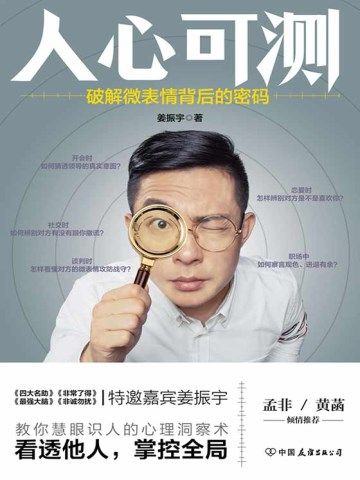 人心可测
破解微表情背后的密码
姜振宇◎著
开会时
如何猜透领导的真实意图?
恋爱时
怎样辨别对方是不是喜欢你?
社交时
如何辨别对方有没有跟你撒谎?
谈判时
怎样看懂对方的微表情攻防战守?
职场中
如何察言观色、进退有余?
《四大名助》《非常了得》
《最强大脑》《非诚勿扰》
特邀嘉宾姜振宇
教你慧眼识人的心理洞察术
看透他人，掌控全局
孟非 / 黄菡
倾情推荐
中国友谊出版公司